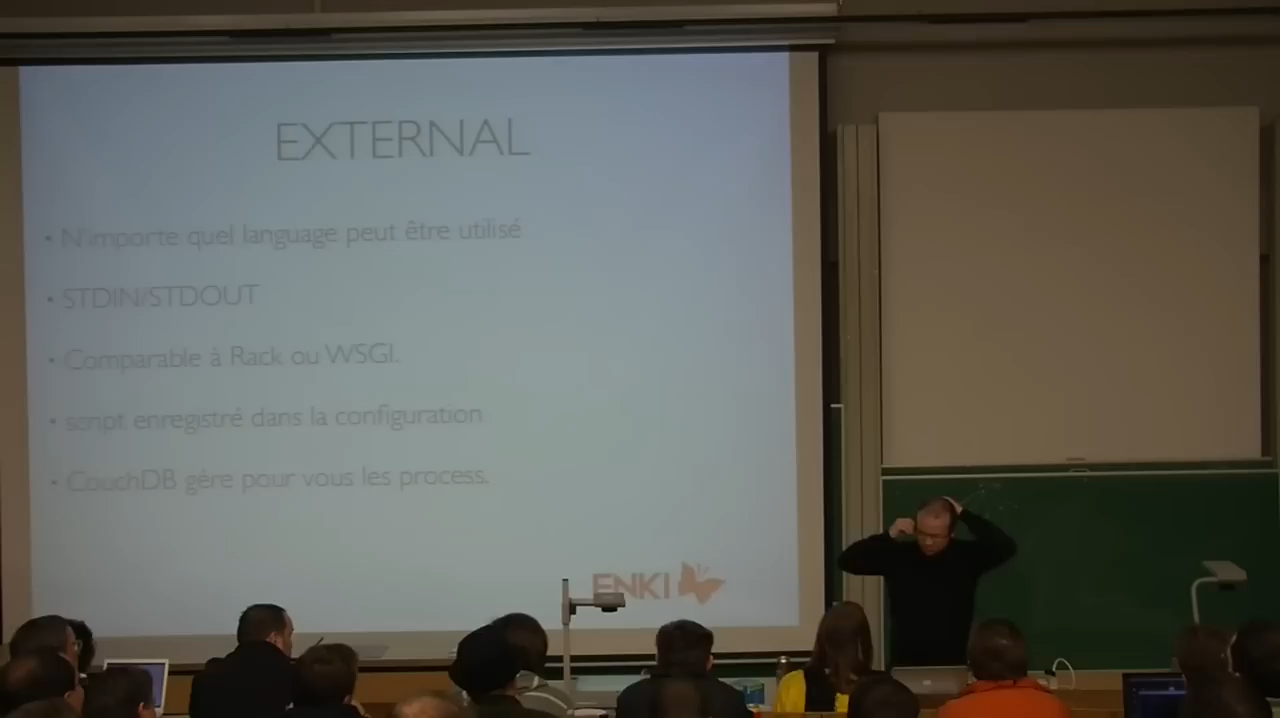 EXTERNAL
• N'importe quel language peut être utilisé
• STDIN/STDOUT
• Comparable à Rack ou WSGI.
• script enregistré dans la configuration
• CouchDB gère pour vous les process.
ENKI